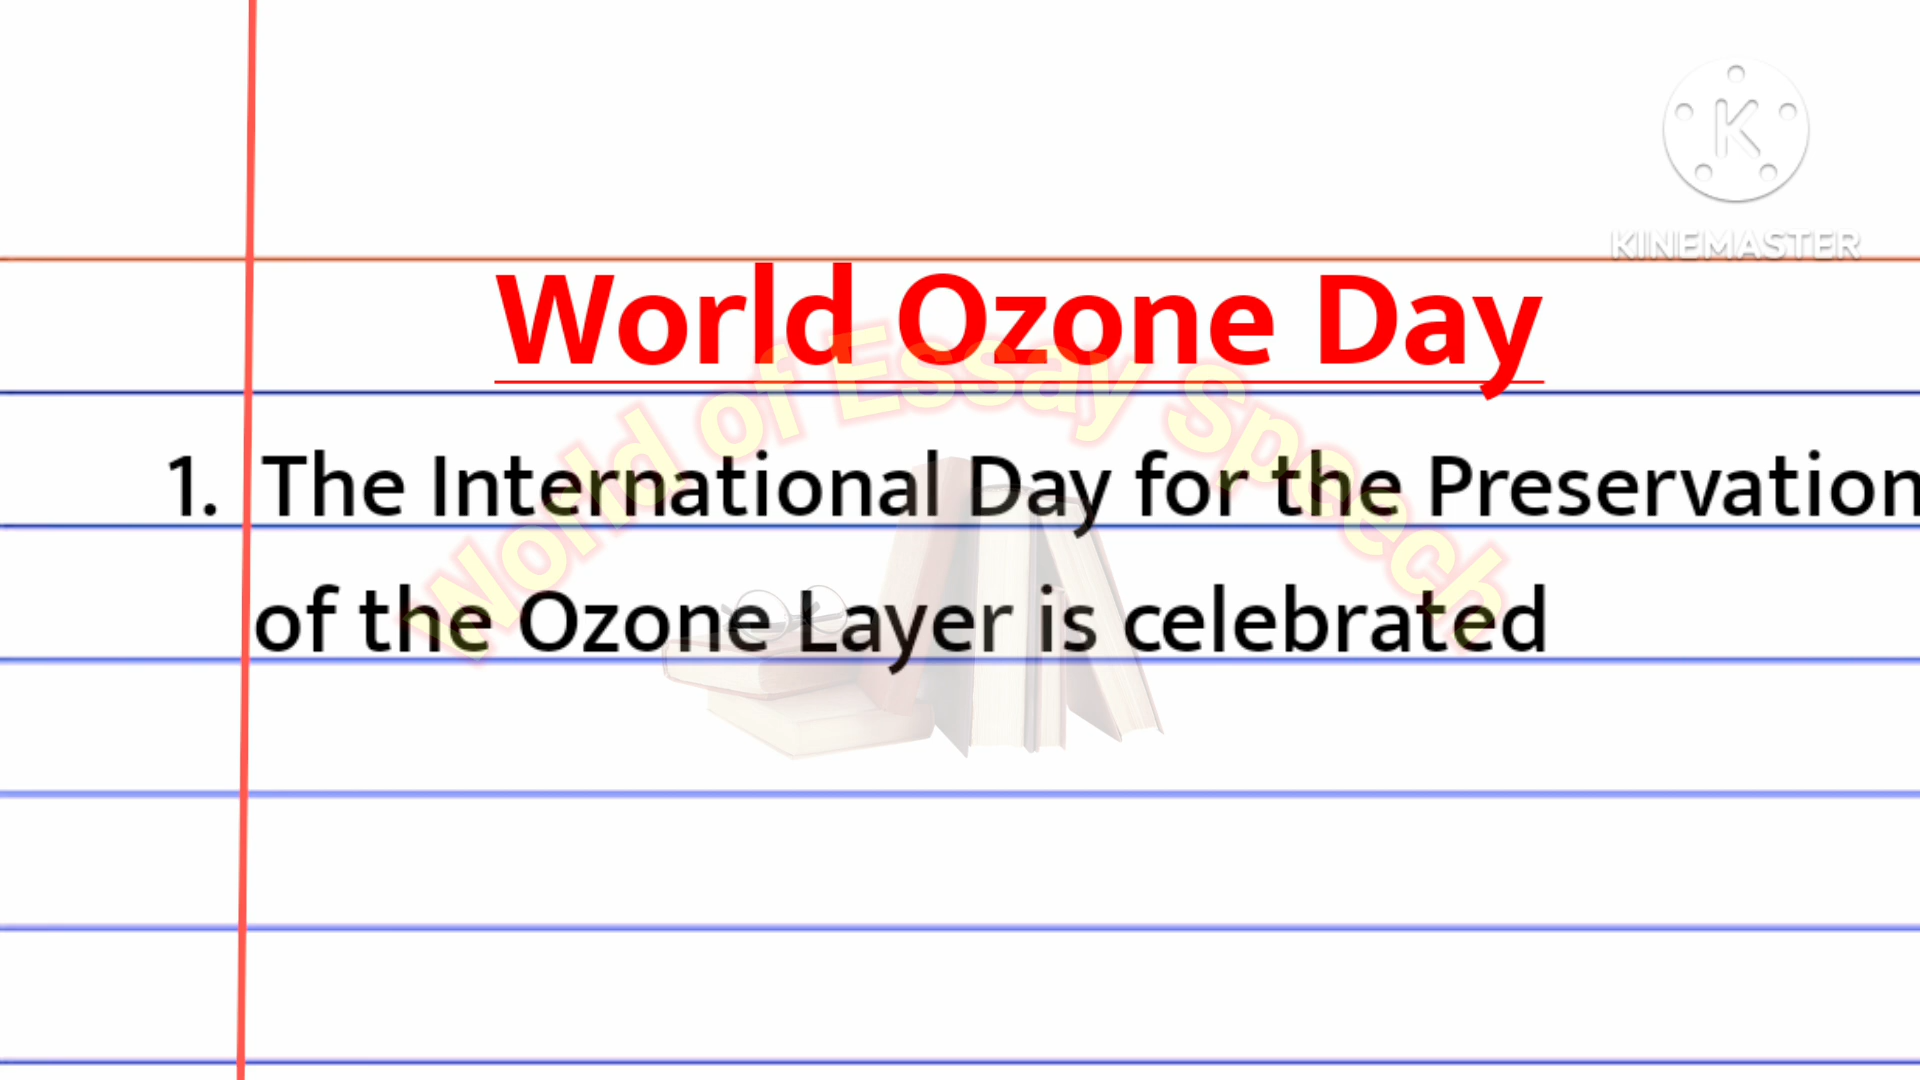 KINEMASTER
World Ozone Day
World of Essay Speech
1. The International Day for the Preservation
of the Ozone Layer is celebrated